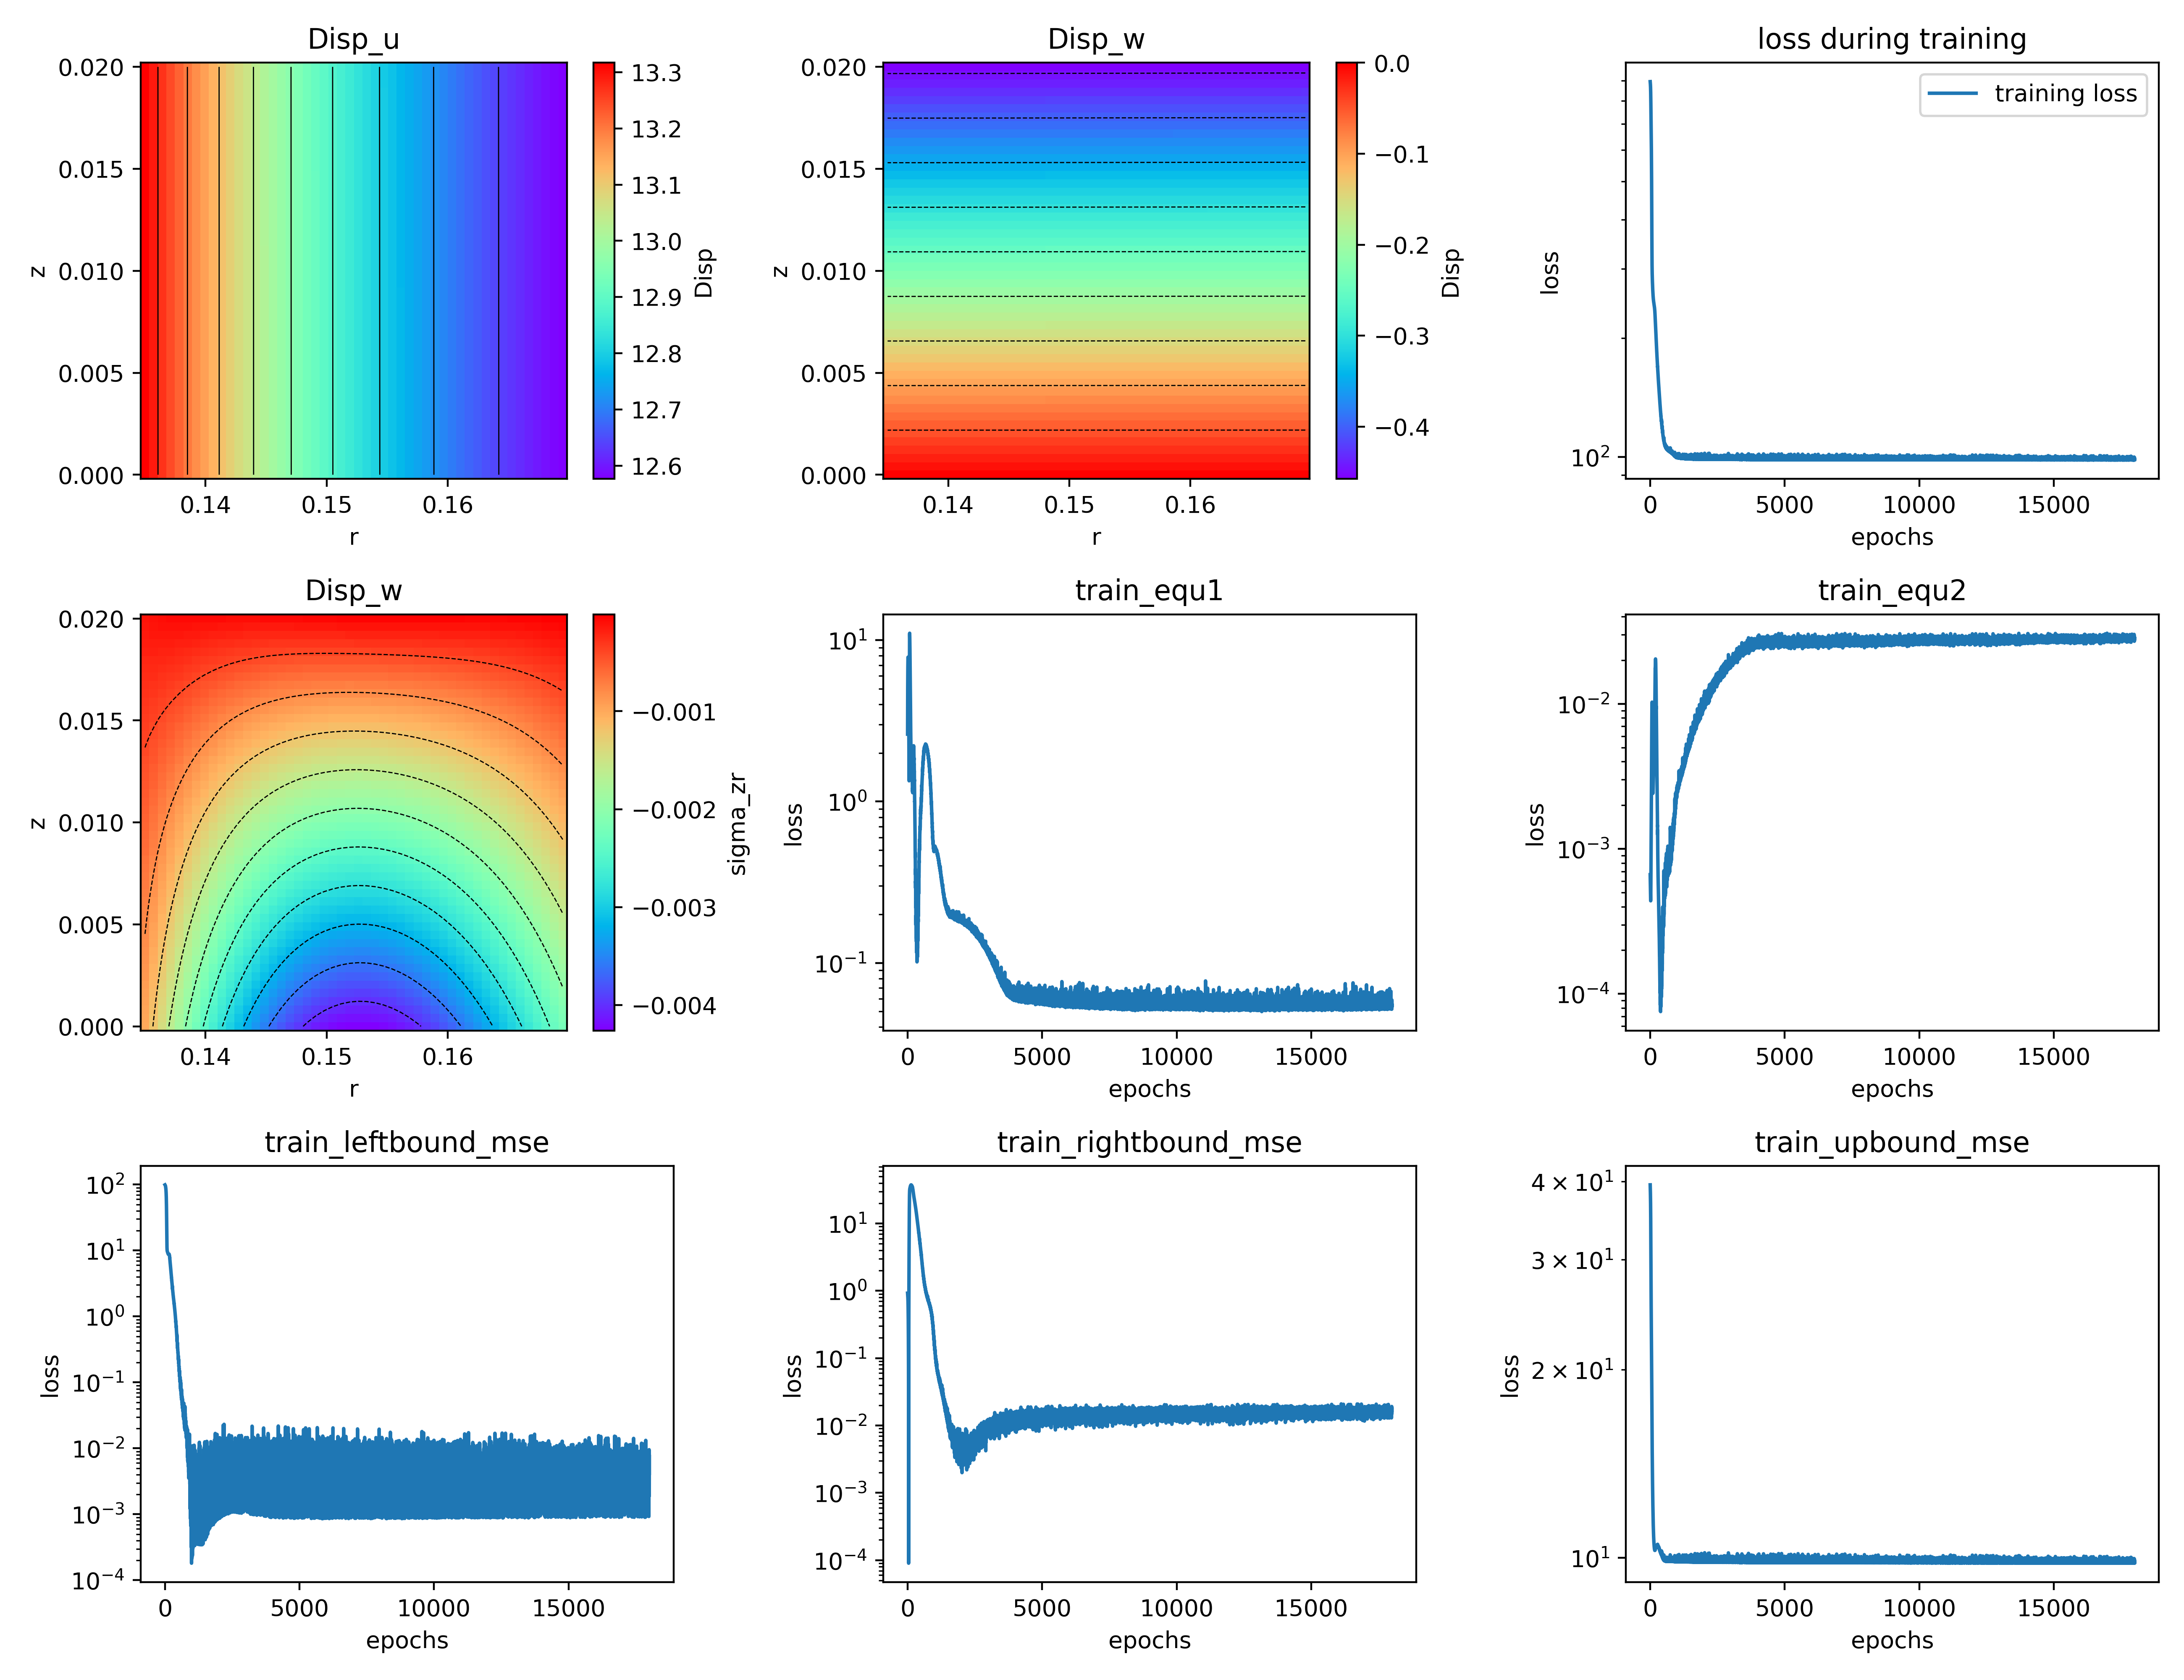 Disp_u
0.020
0.015
0.010
0.005
0.000
z
0.14 0.15 0.16
r
13.3
13.2
13.1
13.0
12.9
12.8
12.7
12.6
Disp
Disp_w
0.020
0.015
0.010
0.005
0.000
z
0.14 0.15 0.16
r
0.0
−0.1
−0.2
−0.3
−0.4
Disp
loss during training
training loss
10²
loss
0 5000 10000 15000
epochs
Disp_w
0.020
0.015
0.010
0.005
0.000
z
0.14 0.15 0.16
r
−0.001
−0.002
−0.003
−0.004
sigma_zr
train_equ1
10¹
10⁰
10⁻¹
loss
0 5000 10000 15000
epochs
train_equ2
10⁻²
10⁻³
10⁻⁴
loss
0 5000 10000 15000
epochs
train_leftbound_mse
10²
10¹
10⁰
10⁻¹
10⁻²
10⁻³
10⁻⁴
loss
0 5000 10000 15000
epochs
train_rightbound_mse
10¹
10⁰
10⁻¹
10⁻²
10⁻³
10⁻⁴
loss
0 5000 10000 15000
epochs
train_upbound_mse
4 × 10¹
3 × 10¹
2 × 10¹
10¹
loss
0 5000 10000 15000
epochs